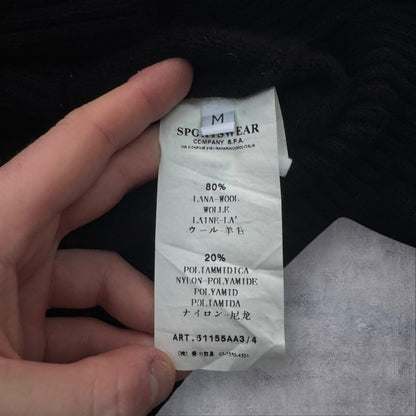 M
SPORTSWEAR
COMPANY S.P.A.
80%
LANA-WOOL
WOLLE
LAINE-LA'
ウール-羊毛
20%
POLIAMMIDICA
NYLON-POLYAMIDE
POLYAMID
POLIAMIDA
ナイロン-尼龙
ART.51155AA3/4